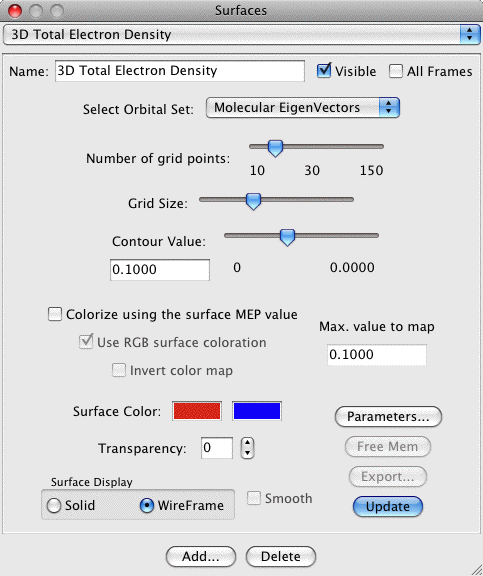 Surfaces
3D Total Electron Density
Name: 3D Total Electron Density Visible All Frames
Select Orbital Set: Molecular EigenVectors
Number of grid points:
10 30 150
Grid Size:
Contour Value:
0.1000 0 0.0000
Colorize using the surface MEP value
Max. value to map
Use RGB surface coloration
0.1000
Invert color map
Surface Color:
Parameters...
Transparency: 0
Free Mem
Export...
Surface Display
Solid WireFrame Smooth
Update
Add... Delete